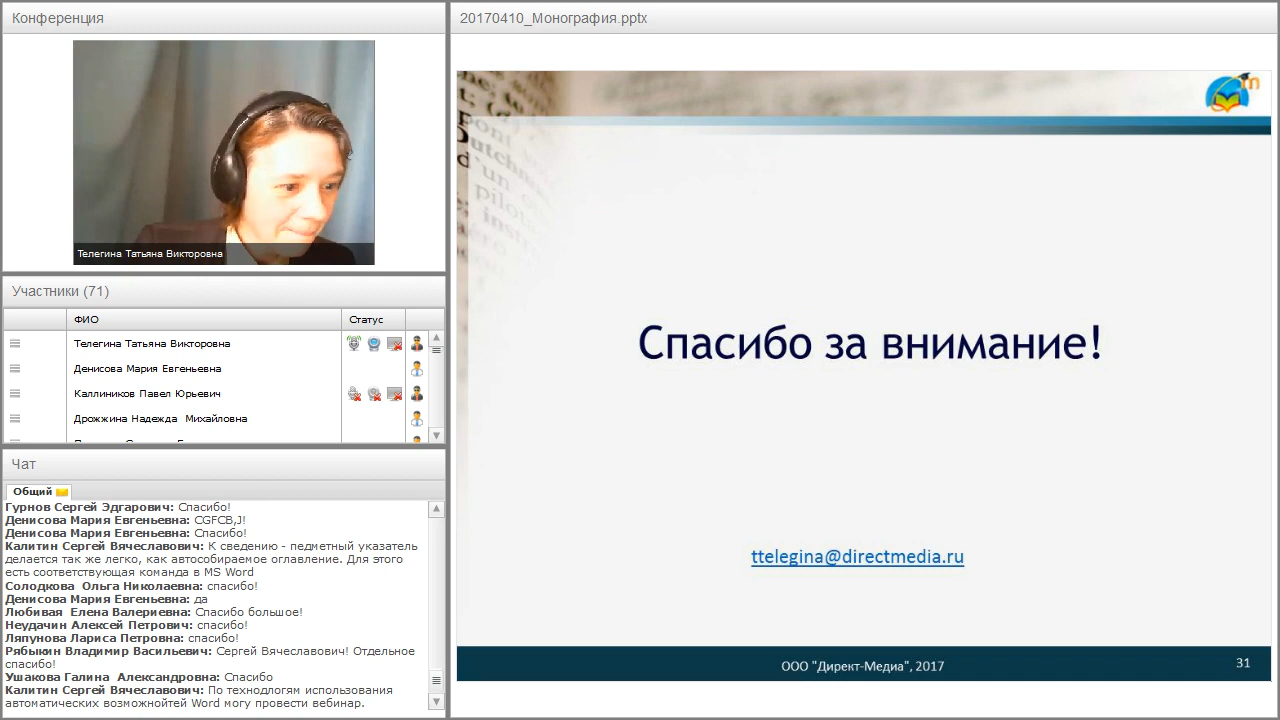 Конференция
Телегина Татьяна Викторовна
Участники (71)
ФИО
Статус
Телегина Татьяна Викторовна
Денисова Мария Евгеньевна
Каллиников Павел Юрьевич
Дрожжина Надежда  Михайловна
Чат
Общий
Гурнов Сергей Эдгарович: Спасибо!
Денисова Мария Евгеньевна: CGFCB,J!
Денисова Мария Евгеньевна: Спасибо!
Калитин Сергей Вячеславович: К сведению - педметный указатель
делается так же легко, как автособираемое оглавление. Для этого
есть соответствующая команда в MS Word
Солодкова  Ольга Николаевна: спасибо!
Денисова Мария Евгеньевна: да
Любивая  Елена Валериевна: Спасибо большое!
Неудачин Алексей Петрович: спасибо!
Ляпунова Лариса Петровна: спасибо!
Рябыкин Владимир Васильевич: Сергей Вячеславович! Отдельное
спасибо!
Ушакова Галина  Александровна: Спасибо
Калитин Сергей Вячеславович: По технодлогям использования
автоматических возможнойтей Word могу провести вебинар.
20170410_Монография.pptx
Спасибо за внимание!
ttelegina@directmedia.ru
ООО "Директ-Медиа", 2017
31